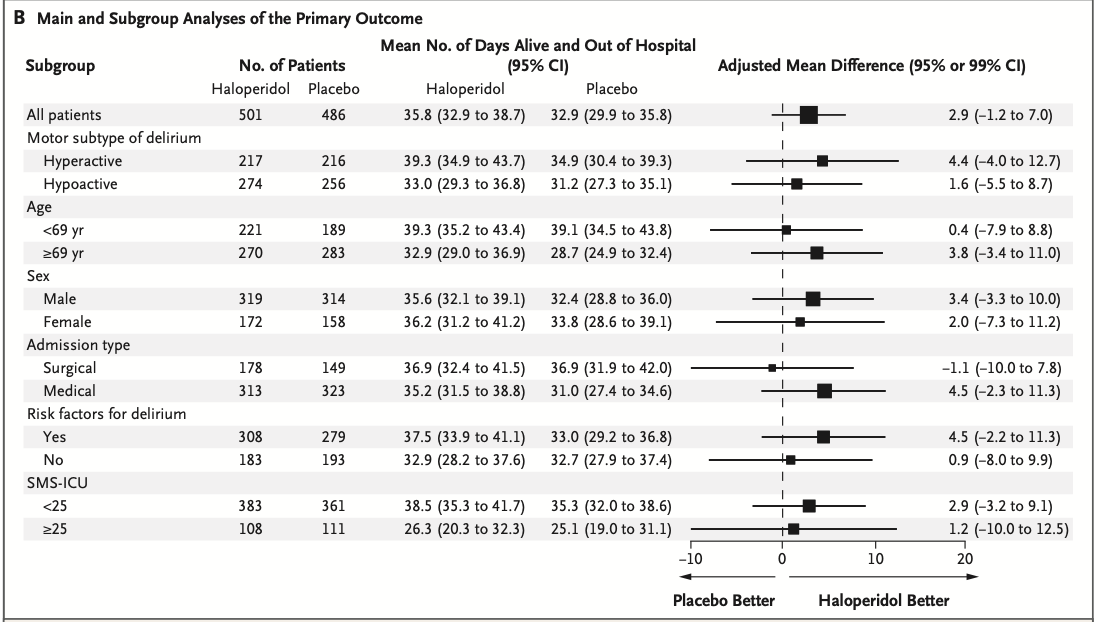 B Main and Subgroup Analyses of the Primary Outcome
Subgroup No. of Patients Mean No. of Days Alive and Out of Hospital (95% CI) Adjusted Mean Difference (95% or 99% CI)
Haloperidol Placebo Haloperidol Placebo
All patients 501 486 35.8 (32.9 to 38.7) 32.9 (29.9 to 35.8) 2.9 (−1.2 to 7.0)
Motor subtype of delirium
Hyperactive 217 216 39.3 (34.9 to 43.7) 34.9 (30.4 to 39.3) 4.4 (−4.0 to 12.7)
Hypoactive 274 256 33.0 (29.3 to 36.8) 31.2 (27.3 to 35.1) 1.6 (−5.5 to 8.7)
Age
<69 yr 221 189 39.3 (35.2 to 43.4) 39.1 (34.5 to 43.8) 0.4 (−7.9 to 8.8)
≥69 yr 270 283 32.9 (29.0 to 36.9) 28.7 (24.9 to 32.4) 3.8 (−3.4 to 11.0)
Sex
Male 319 314 35.6 (32.1 to 39.1) 32.4 (28.8 to 36.0) 3.4 (−3.3 to 10.0)
Female 172 158 36.2 (31.2 to 41.2) 33.8 (28.6 to 39.1) 2.0 (−7.3 to 11.2)
Admission type
Surgical 178 149 36.9 (32.4 to 41.5) 36.9 (31.9 to 42.0) −1.1 (−10.0 to 7.8)
Medical 313 323 35.2 (31.5 to 38.8) 31.0 (27.4 to 34.6) 4.5 (−2.3 to 11.3)
Risk factors for delirium
Yes 308 279 37.5 (33.9 to 41.1) 33.0 (29.2 to 36.8) 4.5 (−2.2 to 11.3)
No 183 193 32.9 (28.2 to 37.6) 32.7 (27.9 to 37.4) 0.9 (−8.0 to 9.9)
SMS-ICU
<25 383 361 38.5 (35.3 to 41.7) 35.3 (32.0 to 38.6) 2.9 (−3.2 to 9.1)
≥25 108 111 26.3 (20.3 to 32.3) 25.1 (19.0 to 31.1) 1.2 (−10.0 to 12.5)
−10 0 10 20
Placebo Better Haloperidol Better